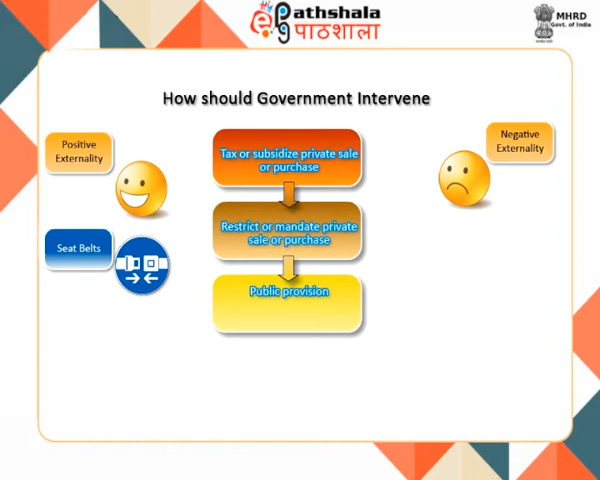 Pathshala
पाठशाला
MHRD
Govt. of India
How should Government Intervene
Positive
Externality
Tax or subsidize private sale
or purchase
Negative
Externality
Restrict or mandate private
sale or purchase
Seat Belts
Public provision